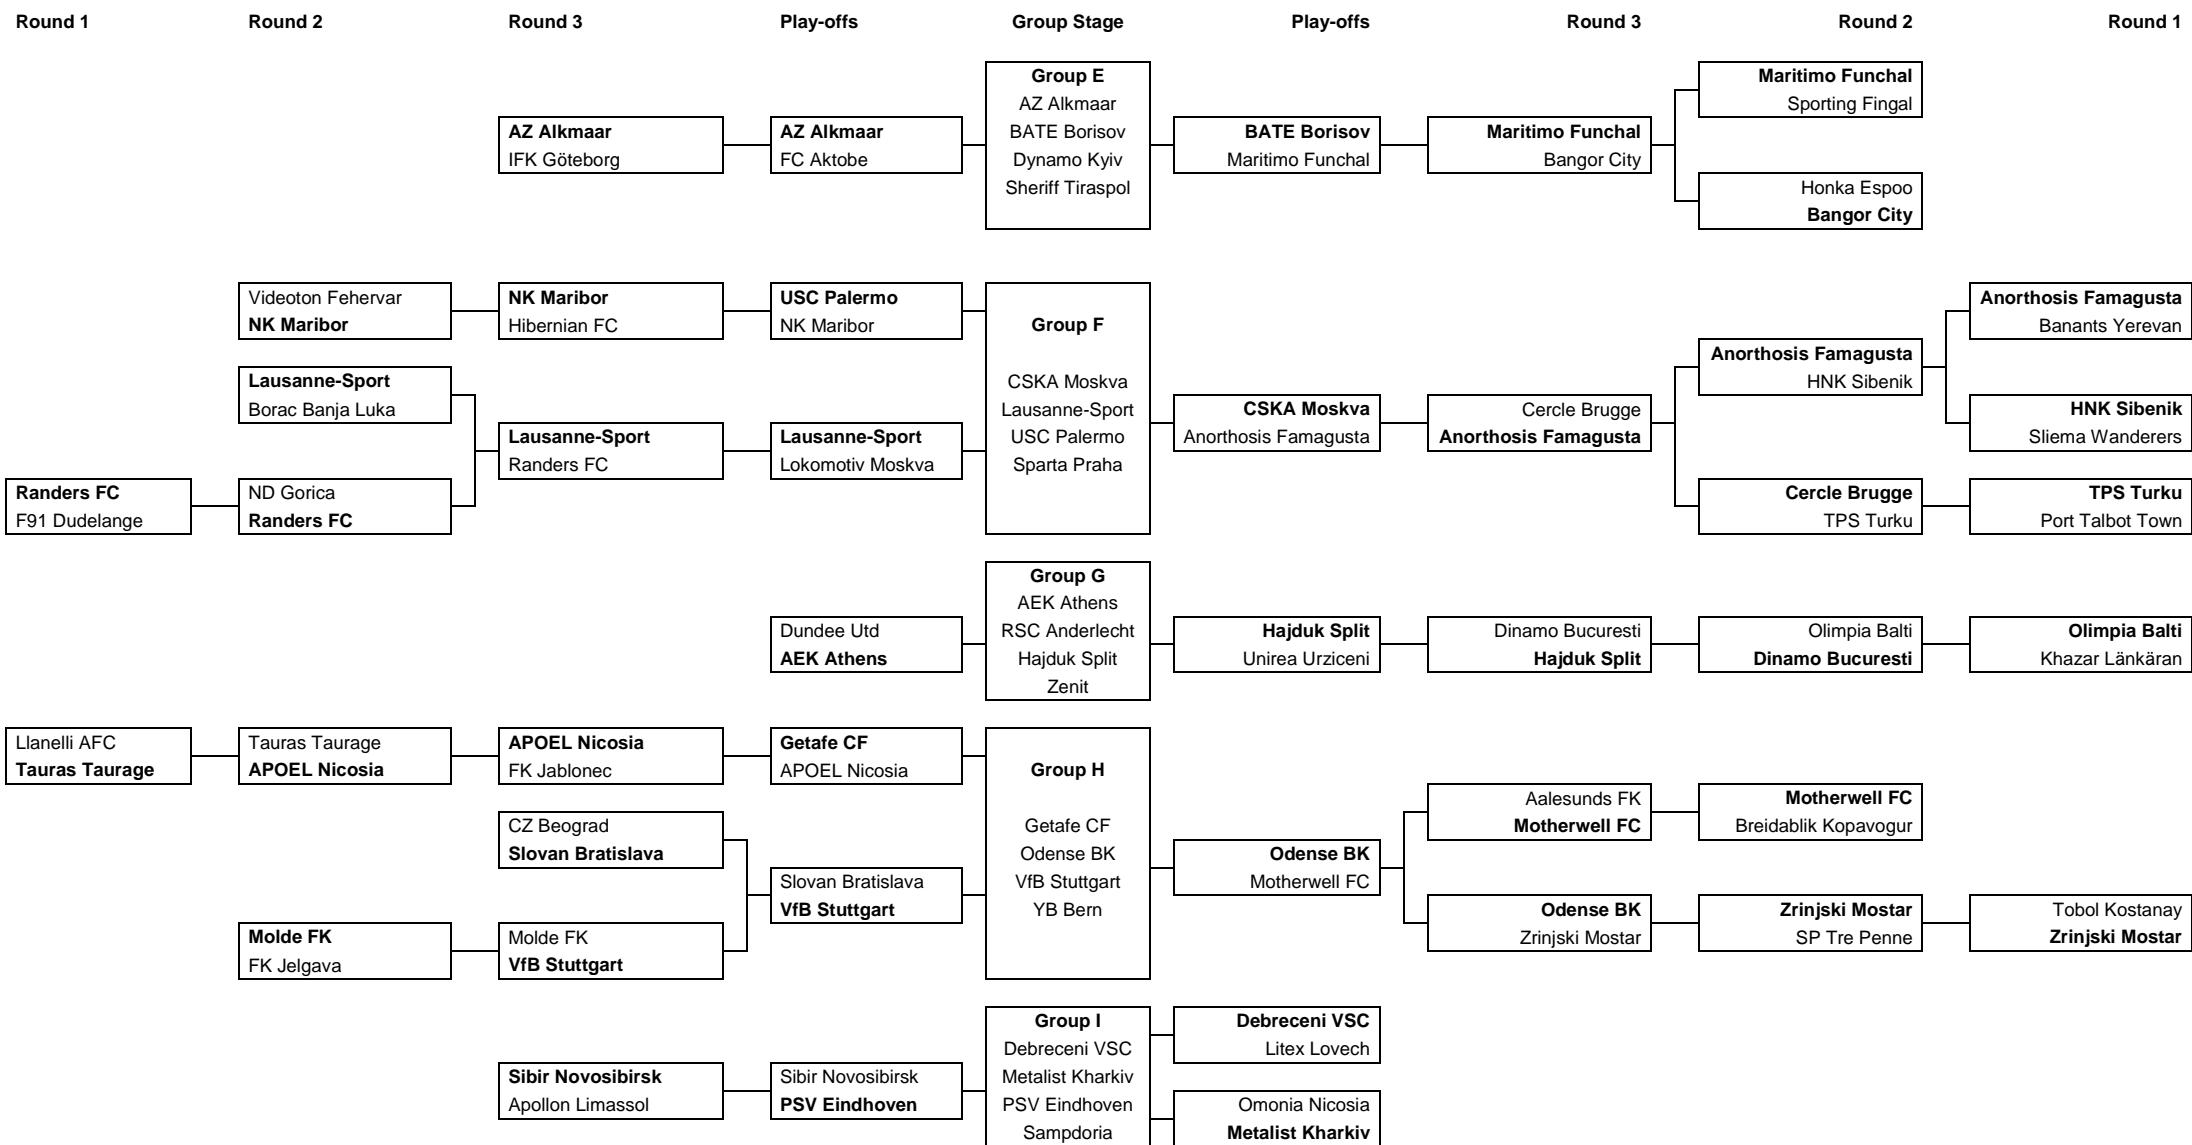 Round 1
Round 2
Round 3
Play-offs
Group Stage
Play-offs
Round 3
Round 2
Round 1
AZ Alkmaar
IFK Göteborg
AZ Alkmaar
FC Aktobe
Group E
AZ Alkmaar
BATE Borisov
Dynamo Kyiv
Sheriff Tiraspol
BATE Borisov
Maritimo Funchal
Maritimo Funchal
Bangor City
Maritimo Funchal
Sporting Fingal
Honka Espoo
Bangor City
Videoton Fehervar
NK Maribor
NK Maribor
Hibernian FC
USC Palermo
NK Maribor
Lausanne-Sport
Borac Banja Luka
Randers FC
F91 Dudelange
ND Gorica
Randers FC
Lausanne-Sport
Randers FC
Lausanne-Sport
Lokomotiv Moskva
Group F
CSKA Moskva
Lausanne-Sport
USC Palermo
Sparta Praha
CSKA Moskva
Anorthosis Famagusta
Cercle Brugge
Anorthosis Famagusta
Anorthosis Famagusta
HNK Sibenik
Cercle Brugge
TPS Turku
Anorthosis Famagusta
Banants Yerevan
HNK Sibenik
Sliema Wanderers
TPS Turku
Port Talbot Town
Dundee Utd
AEK Athens
Group G
AEK Athens
RSC Anderlecht
Hajduk Split
Zenit
Hajduk Split
Unirea Urziceni
Dinamo Bucuresti
Hajduk Split
Olimpia Balti
Dinamo Bucuresti
Olimpia Balti
Khazar Länkäran
Llanelli AFC
Tauras Taurage
Tauras Taurage
APOEL Nicosia
APOEL Nicosia
FK Jablonec
Getafe CF
APOEL Nicosia
CZ Beograd
Slovan Bratislava
Molde FK
FK Jelgava
Molde FK
VfB Stuttgart
Slovan Bratislava
VfB Stuttgart
Group H
Getafe CF
Odense BK
VfB Stuttgart
YB Bern
Odense BK
Motherwell FC
Aalesunds FK
Motherwell FC
Motherwell FC
Breidablik Kopavogur
Odense BK
Zrinjski Mostar
Zrinjski Mostar
SP Tre Penne
Tobol Kostanay
Zrinjski Mostar
Sibir Novosibirsk
Apollon Limassol
Sibir Novosibirsk
PSV Eindhoven
Group I
Debreceni VSC
Metalist Kharkiv
PSV Eindhoven
Sampdoria
Debreceni VSC
Litex Lovech
Omonia Nicosia
Metalist Kharkiv